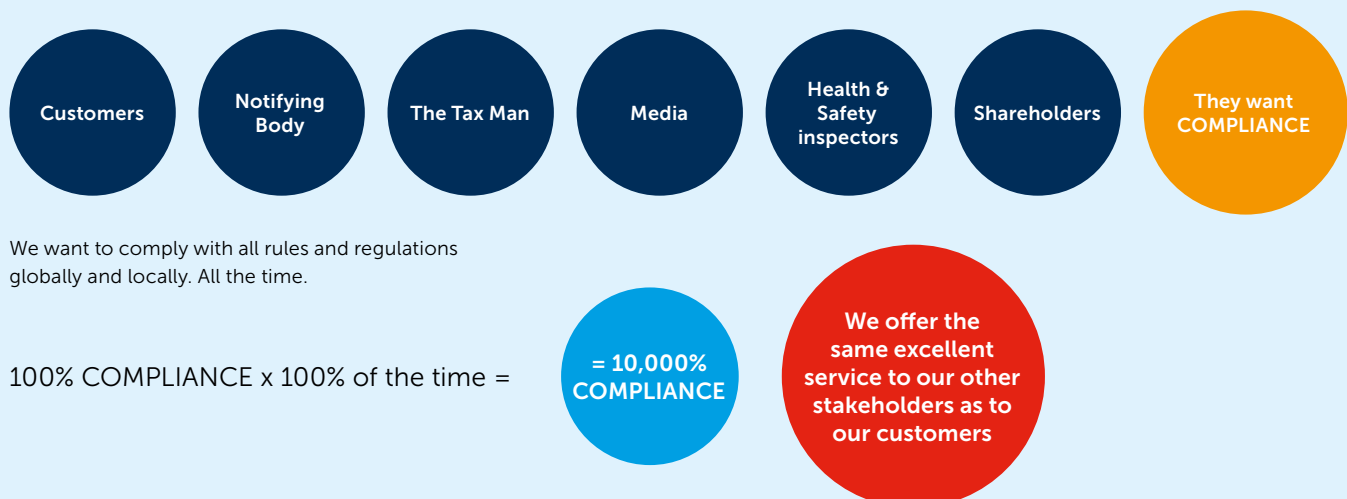 Customers
Notifying
Body
The Tax Man
Media
Health &
Safety
inspectors
Shareholders
They want
COMPLIANCE
We want to comply with all rules and regulations
globally and locally. All the time.
100% COMPLIANCE x 100% of the time =
= 10,000%
COMPLIANCE
We offer the
same excellent
service to our other
stakeholders as to
our customers